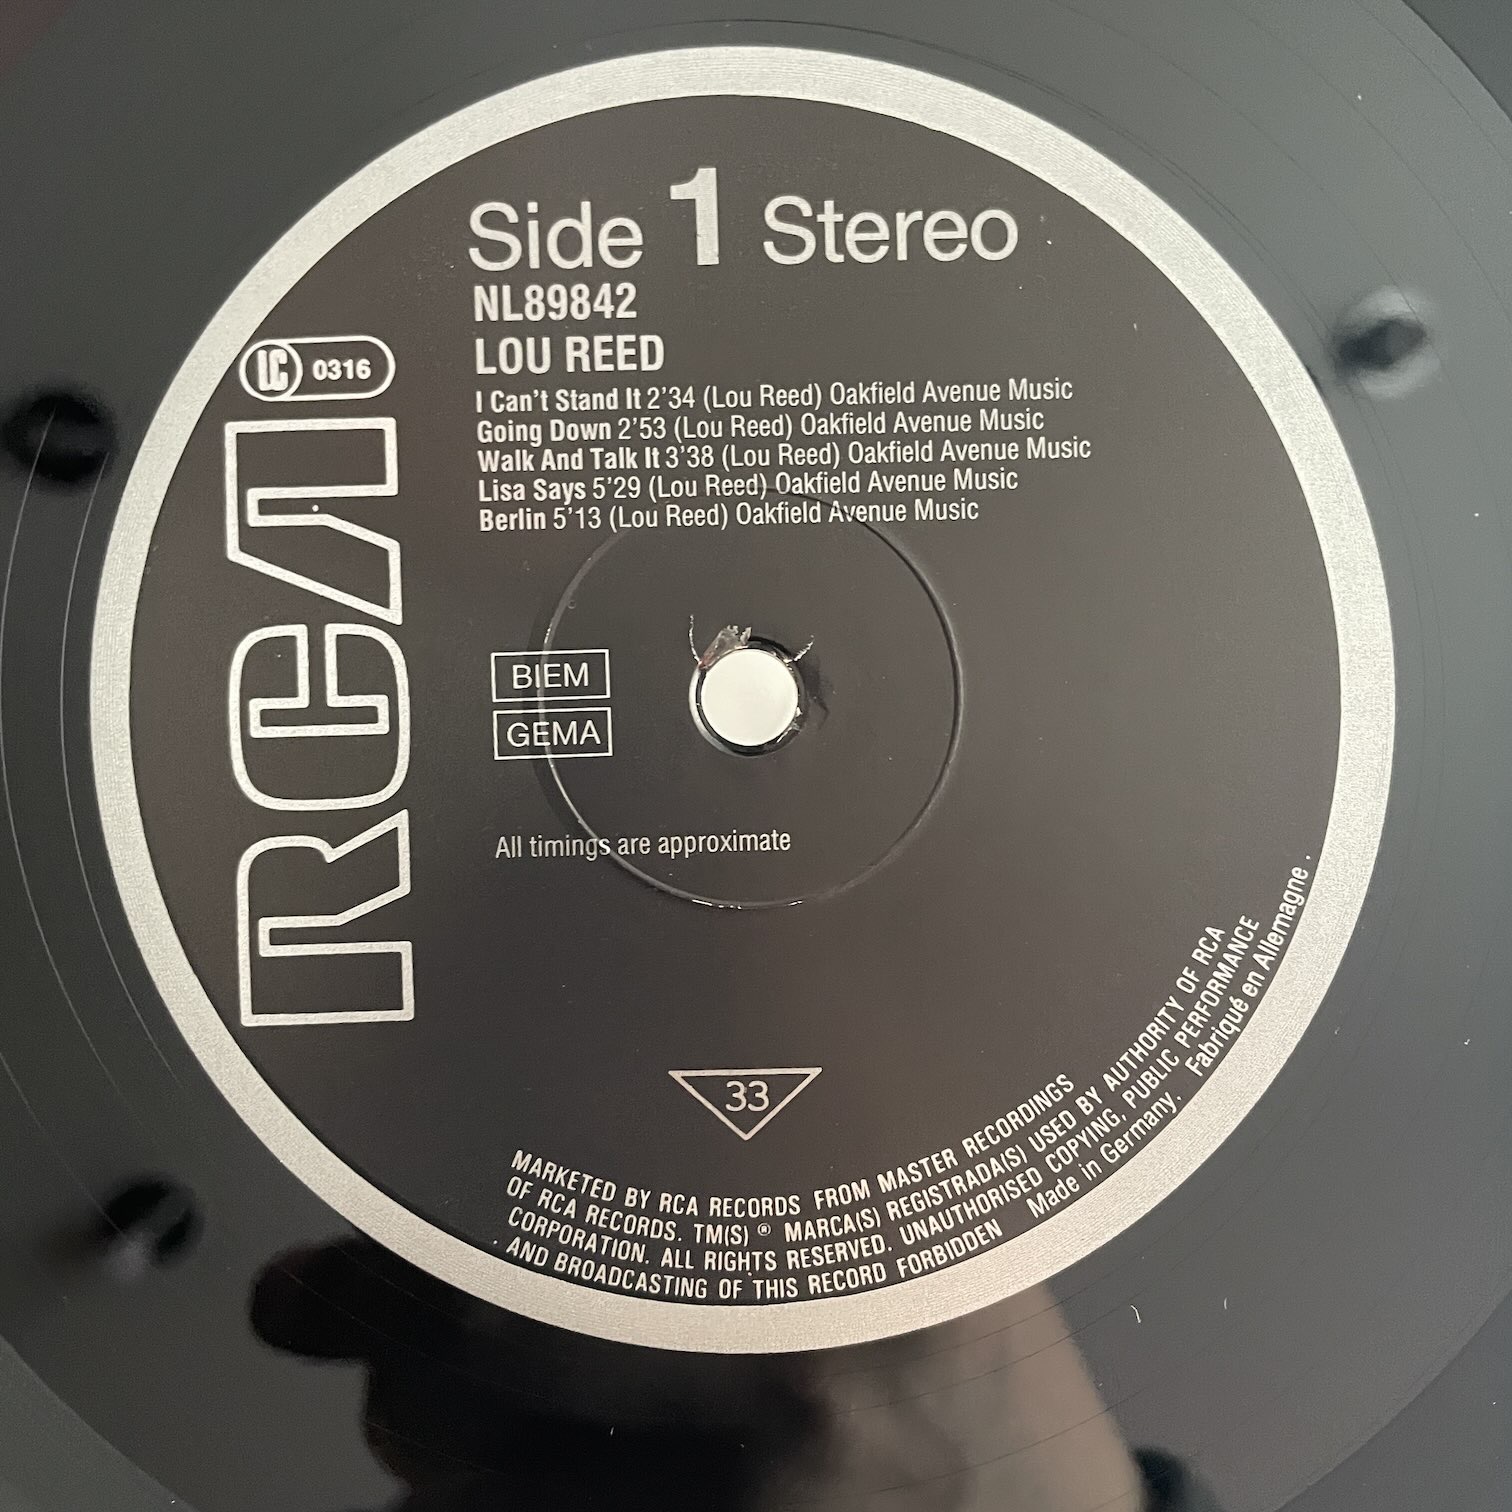 Side 1 Stereo
NL89842
LOU REED
I Can't Stand It 2'34 (Lou Reed) Oakfield Avenue Music
Going Down 2'53 (Lou Reed) Oakfield Avenue Music
Walk And Talk It 3'38 (Lou Reed) Oakfield Avenue Music
Lisa Says 5'29 (Lou Reed) Oakfield Avenue Music
Berlin 5'13 (Lou Reed) Oakfield Avenue Music
LC 0316
RCA
BIEM
GEMA
All timings are approximate
33
MARKETED BY RCA RECORDS FROM MASTER RECORDINGS
OF RCA RECORDS. TM(S) ® MARCA(S) REGISTRADA(S) USED BY AUTHORITY OF RCA
CORPORATION. ALL RIGHTS RESERVED. UNAUTHORISED COPYING, PUBLIC PERFORMANCE
AND BROADCASTING OF THIS RECORD FORBIDDEN Made in Germany. Fabriqué en Allemagne.